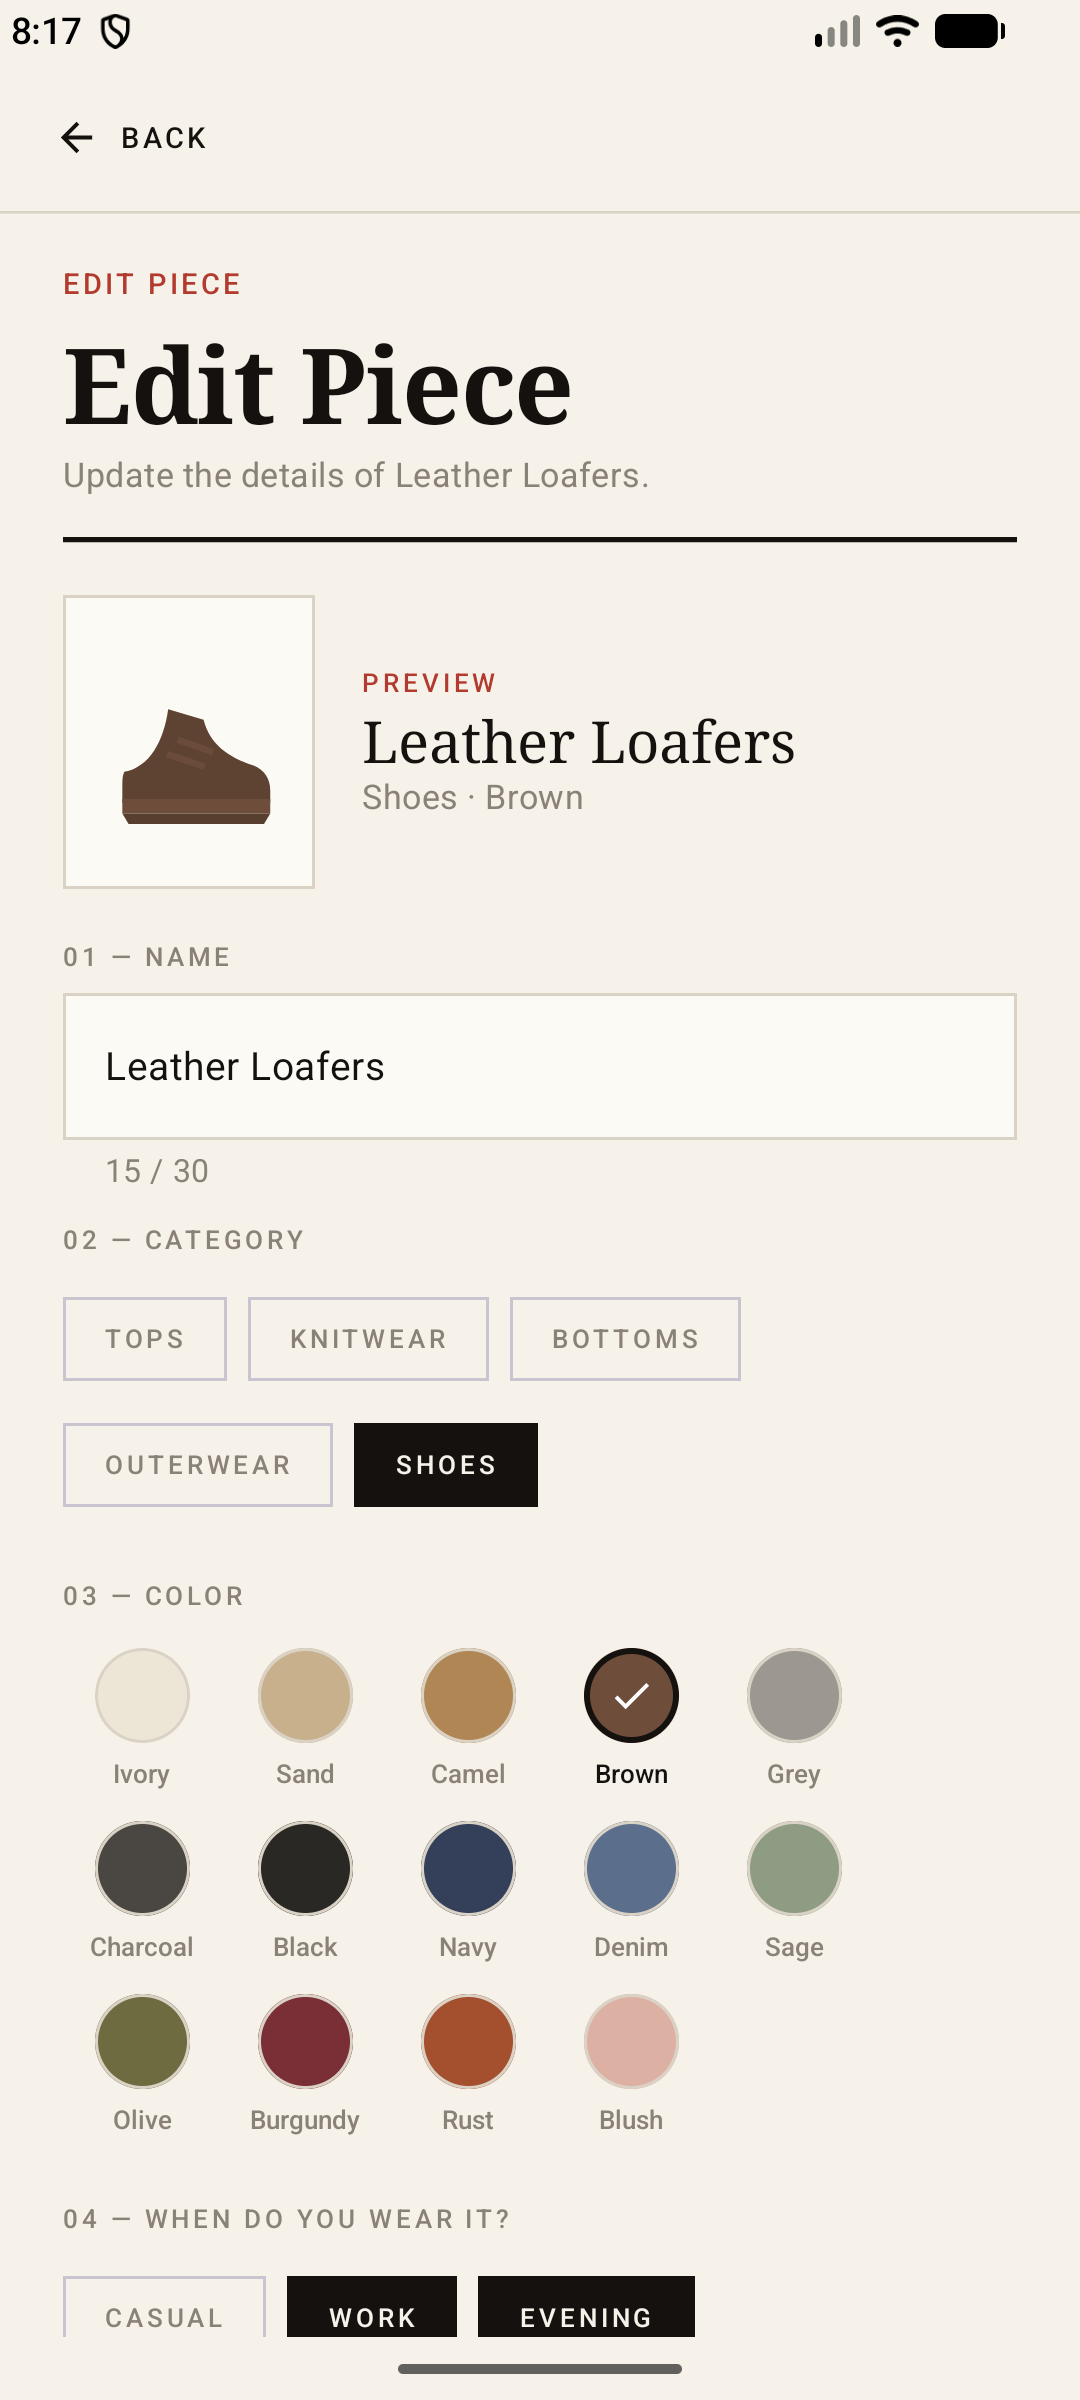 8:17
BACK
EDIT PIECE
Edit Piece
Update the details of Leather Loafers.
PREVIEW
Leather Loafers
Shoes · Brown
01 — NAME
Leather Loafers
15 / 30
02 — CATEGORY
TOPS KNITWEAR BOTTOMS
OUTERWEAR SHOES
03 — COLOR
Ivory Sand Camel Brown Grey
Charcoal Black Navy Denim Sage
Olive Burgundy Rust Blush
04 — WHEN DO YOU WEAR IT?
CASUAL WORK EVENING